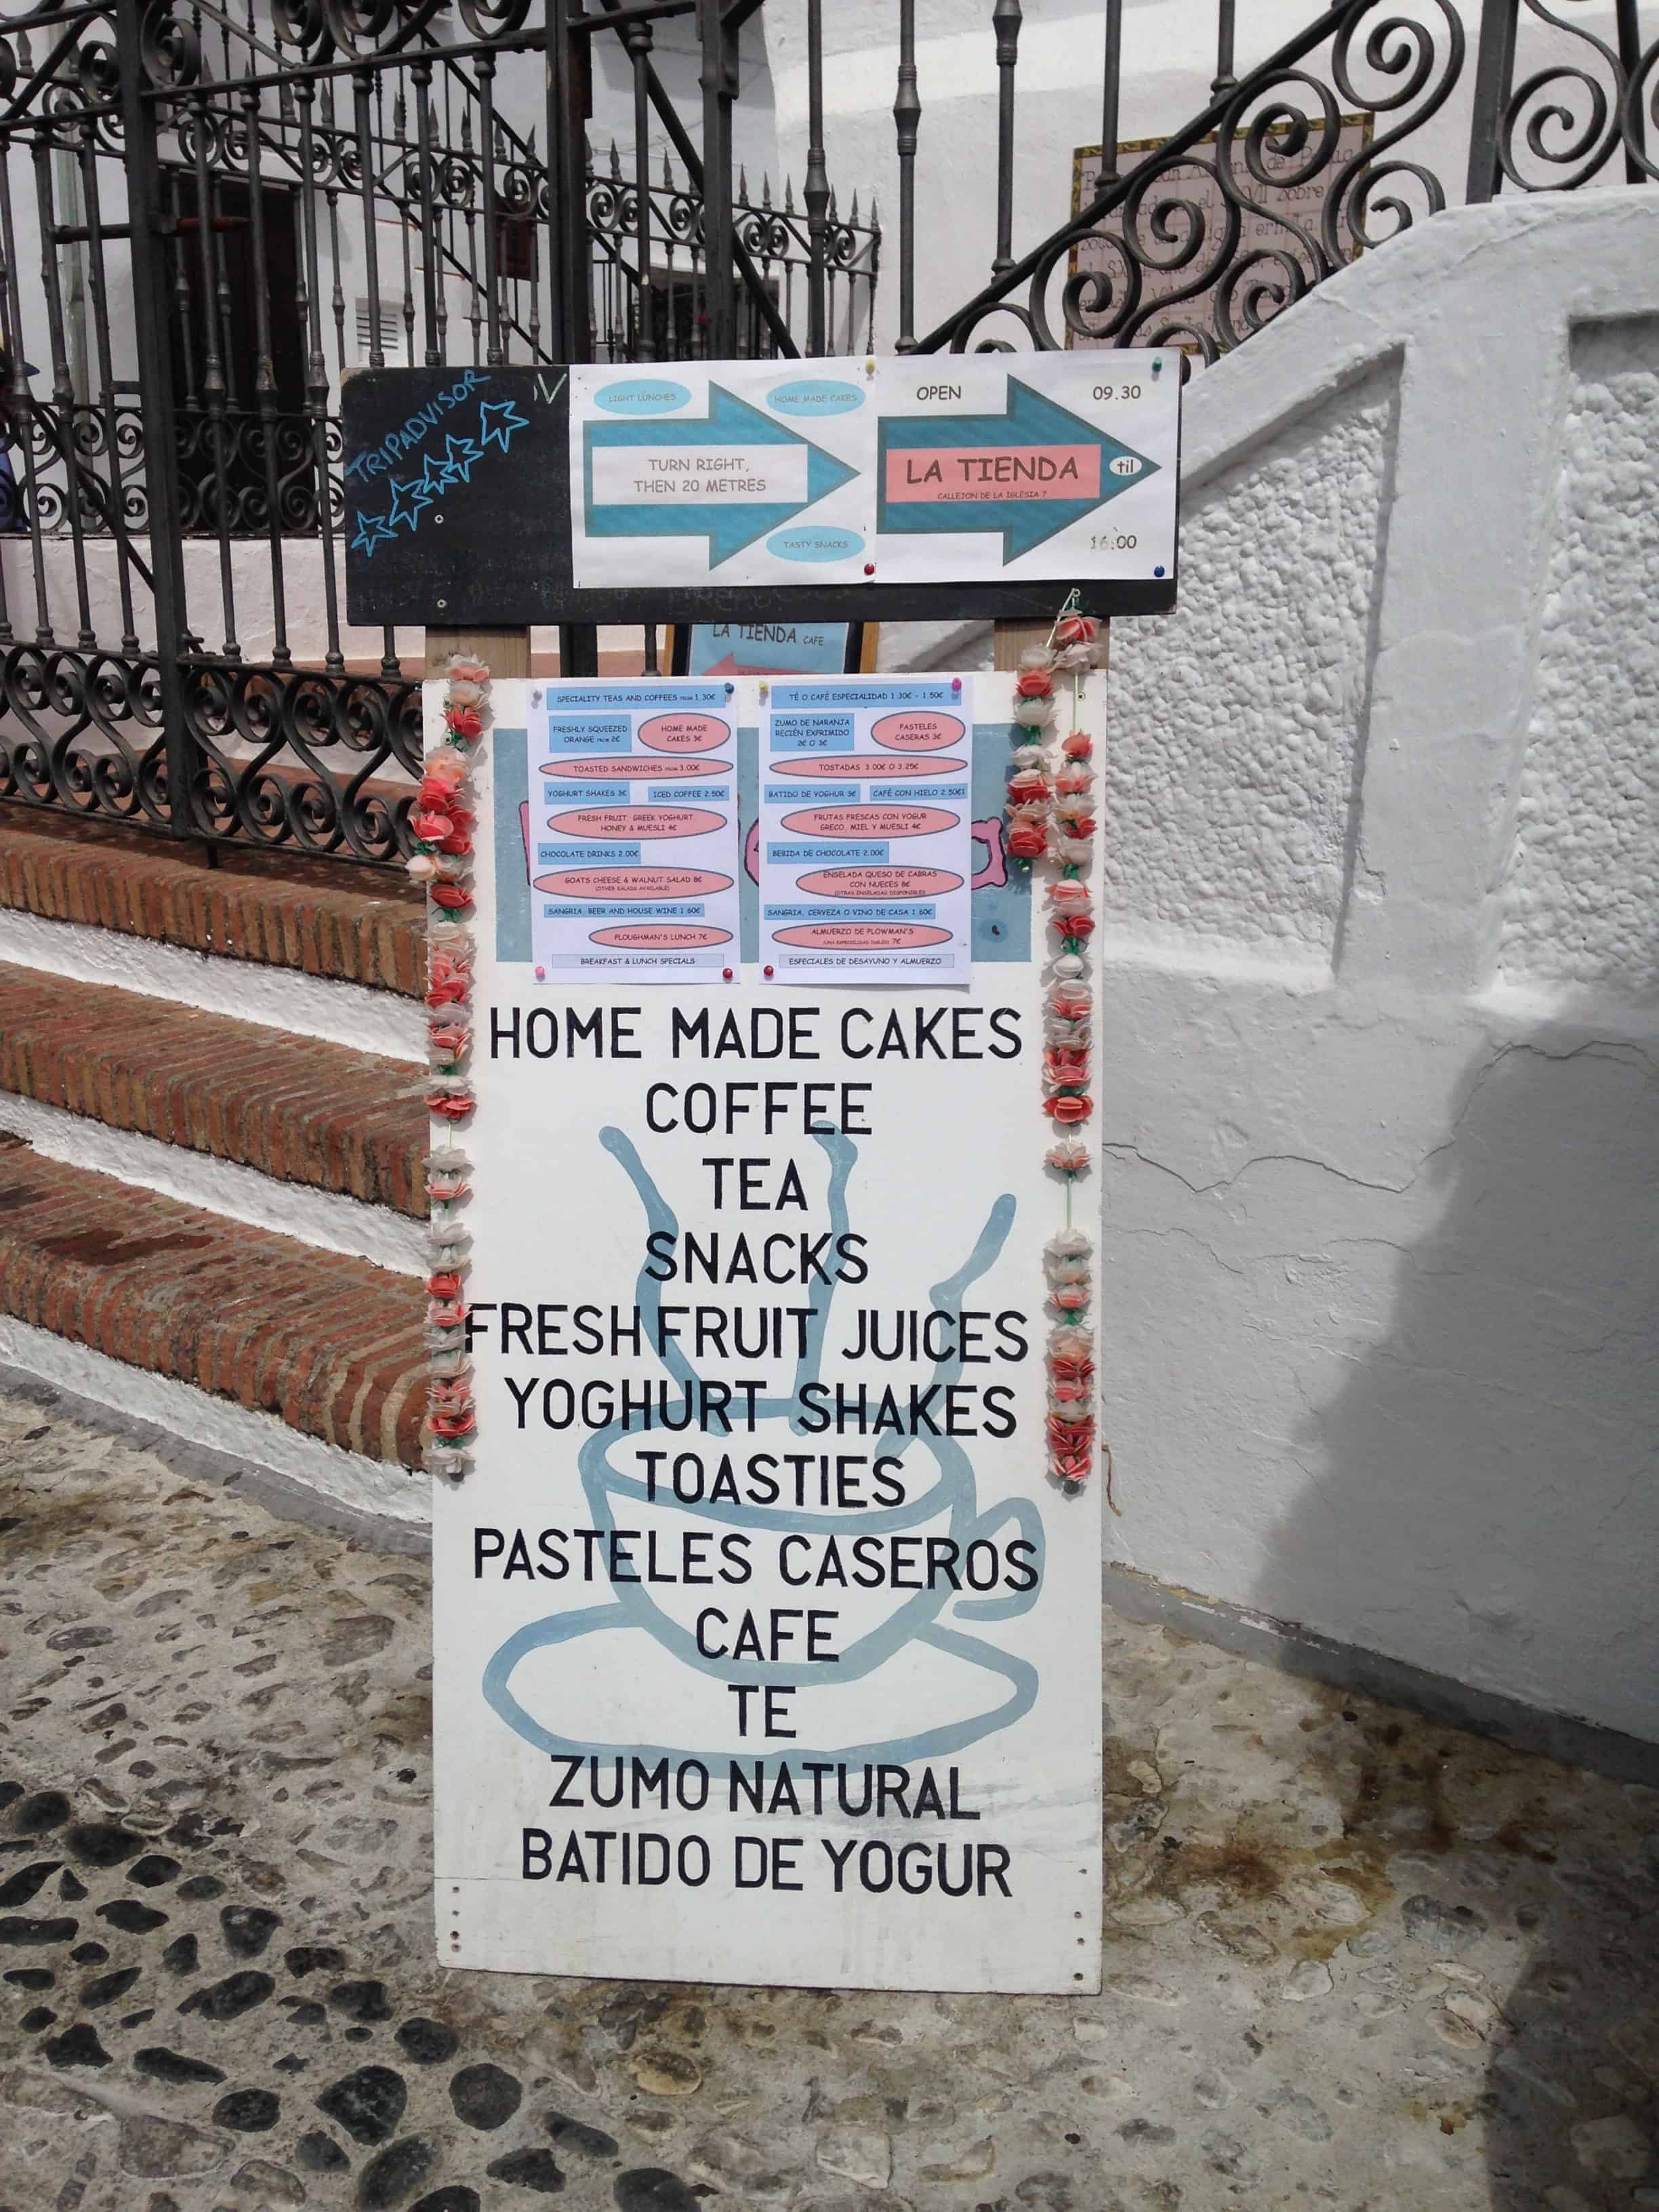 TRIPADVISOR
LIGHT LUNCHES
HOME MADE CAKES
TURN RIGHT,
THEN 20 METRES
TASTY SNACKS
OPEN
09.30
LA TIENDA
til
CALLEJON DE LA IGLESIA 7
16:00
LA TIENDA CAFE
SPECIALITY TEAS AND COFFEES FROM 1.30€
FRESHLY SQUEEZED
ORANGE FROM 2€
HOME MADE
CAKES 3€
TOASTED SANDWICHES FROM 3.00€
YOGHURT SHAKES 3€
ICED COFFEE 2.50€
FRESH FRUIT, GREEK YOGHURT
HONEY & MUESLI 4€
CHOCOLATE DRINKS 2.00€
GOATS CHEESE & WALNUT SALAD 8€
(OTHER SALADS AVAILABLE)
SANGRIA, BEER AND HOUSE WINE 1.60€
PLOUGHMAN'S LUNCH 7€
BREAKFAST & LUNCH SPECIALS
TÉ O CAFÉ ESPECIALIDAD 1.30€ - 1.50€
ZUMO DE NARANJA
RECIÉN EXPRIMIDO
2€ O 3€
PASTELES
CASERAS 3€
TOSTADAS 3.00€ O 3.25€
BATIDO DE YOGHUR 3€
CAFÉ CON HIELO 2.50€
FRUTAS FRESCAS CON YOGUR
GRECO, MIEL Y MUESLI 4€
BEBIDA DE CHOCOLATE 2.00€
ENSELADA QUESO DE CABRAS
CON NUECES 8€
(OTRAS ENSELADAS DISPONIBLES)
SANGRIA, CERVEZA O VINO DE CASA 1.60€
ALMUERZO DE PLOWMAN'S
(UNA ESPECILIDAD INGLÉS) 7€
ESPECIALES DE DESAYUNO Y ALMUERZO
HOME MADE CAKES
COFFEE
TEA
SNACKS
FRESH FRUIT JUICES
YOGHURT SHAKES
TOASTIES
PASTELES CASEROS
CAFE
TE
ZUMO NATURAL
BATIDO DE YOGUR